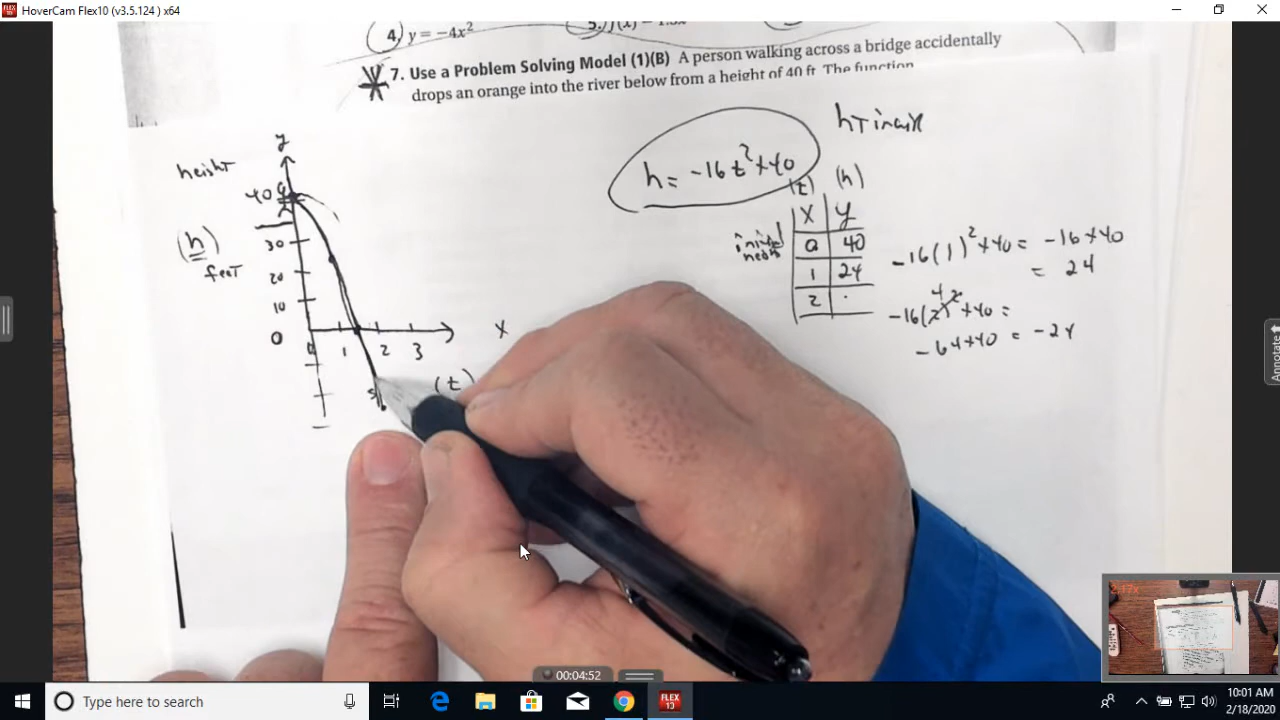 HoverCam Flex10 (v3.5.124 ) x64
4) y = -4x²
7. Use a Problem Solving Model (1)(B) A person walking across a bridge accidentally
drops an orange into the river below from a height of 40 ft. The function
y
height
40
(h)
feet
30
20
10
0
0 1 2 3
x
(t)
h = -16t² + 40
(t) (h)
x y
0 40
1 24
2
initial
-16(1)² + 40 = -16 + 40
= 24
-16(2)² + 40 =
4
-64 + 40 = -24
Annotate
00:04:52
Type here to search
FLEX
10
10:01 AM
2/18/2020